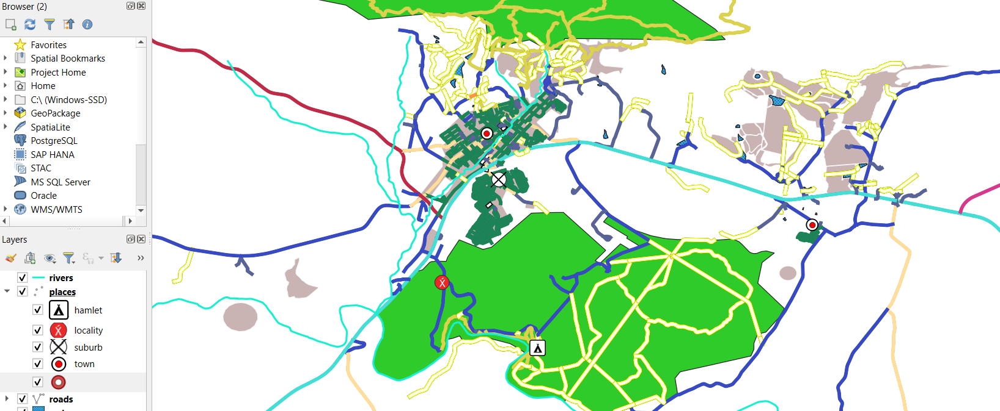 Browser (2)
Favorites
Spatial Bookmarks
Project Home
Home
C:\ (Windows-SSD)
GeoPackage
SpatiaLite
PostgreSQL
SAP HANA
STAC
MS SQL Server
Oracle
WMS/WMTS
Layers
rivers
places
hamlet
locality
suburb
town
roads